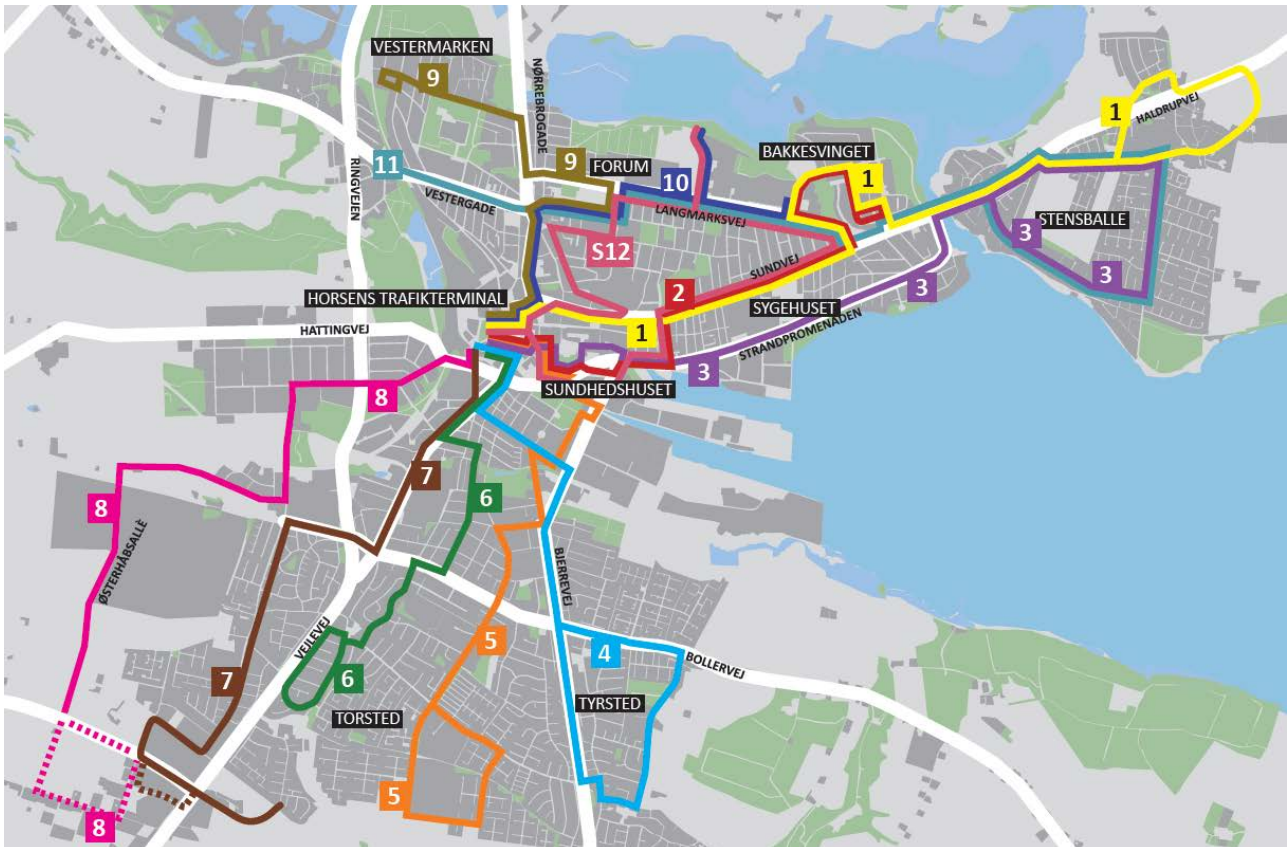 VESTERMARKEN
9
NØRREBROGADE
1
HALDRUPVEJ
RINGVEJEN
11
VESTERGADE
9
FORUM
10
BAKKESVINGET
1
LANGMARKSVEJ
STENSBALLE
3
3
S12
SUNDVEJ
2
SYGEHUSET
3
HORSENS TRAFIKTERMINAL
HATTINGVEJ
1
STRANDPROMENADEN
3
8
SUNDHEDSHUSET
7
6
8
ØSTERHÅBSALLÈ
BJERREVEJ
VEJLEVEJ
5
4
BOLLERVEJ
7
6
TORSTED
TYRSTED
5
8